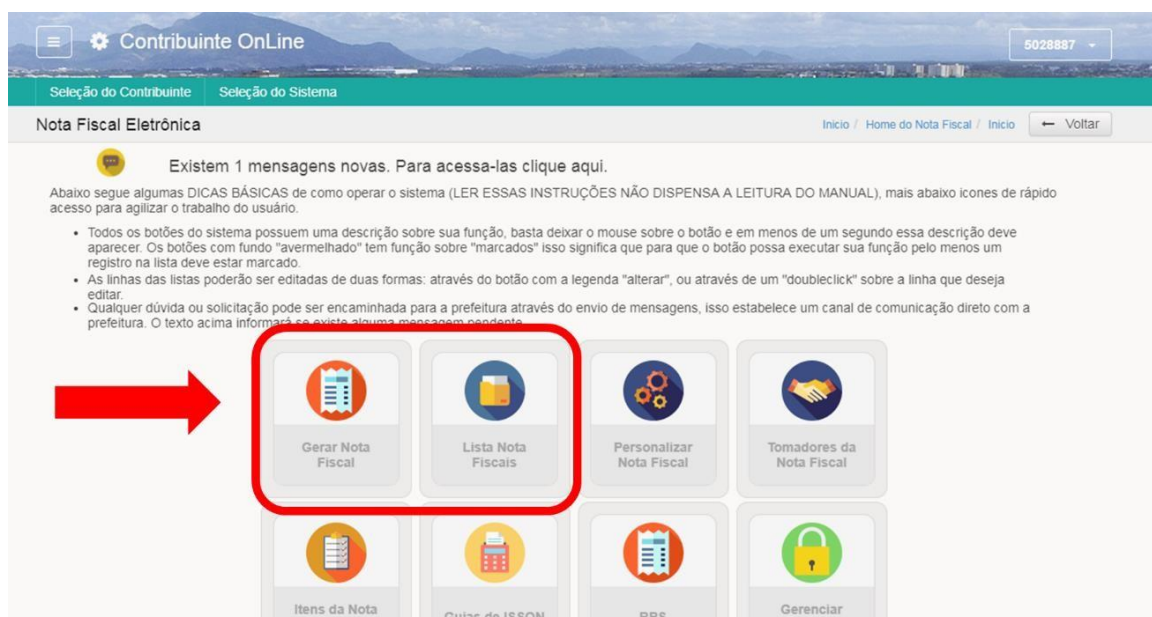 Contribuinte OnLine
5028887
Seleção do Contribuinte Seleção do Sistema
Nota Fiscal Eletrônica
Inicio / Home do Nota Fiscal / Inicio
← Voltar
Existem 1 mensagens novas. Para acessa-las clique aqui.
Abaixo segue algumas DICAS BÁSICAS de como operar o sistema (LER ESSAS INSTRUÇÕES NÃO DISPENSA A LEITURA DO MANUAL), mais abaixo icones de rápido
acesso para agilizar o trabalho do usuário.
• Todos os botões do sistema possuem uma descrição sobre sua função, basta deixar o mouse sobre o botão e em menos de um segundo essa descrição deve
aparecer. Os botões com fundo "avermelhado" tem função sobre "marcados" isso significa que para que o botão possa executar sua função pelo menos um
registro na lista deve estar marcado.
• As linhas das listas poderão ser editadas de duas formas: através do botão com a legenda "alterar", ou através de um "doubleclick" sobre a linha que deseja
editar.
• Qualquer dúvida ou solicitação pode ser encaminhada para a prefeitura através do envio de mensagens, isso estabelece um canal de comunicação direto com a
prefeitura. O texto acima informará se existe alguma mensagem pendente.
Gerar Nota
Fiscal
Lista Nota
Fiscais
Personalizar
Nota Fiscal
Tomadores da
Nota Fiscal
Itens da Nota
Guias de ISSQN
RPS
Gerenciar